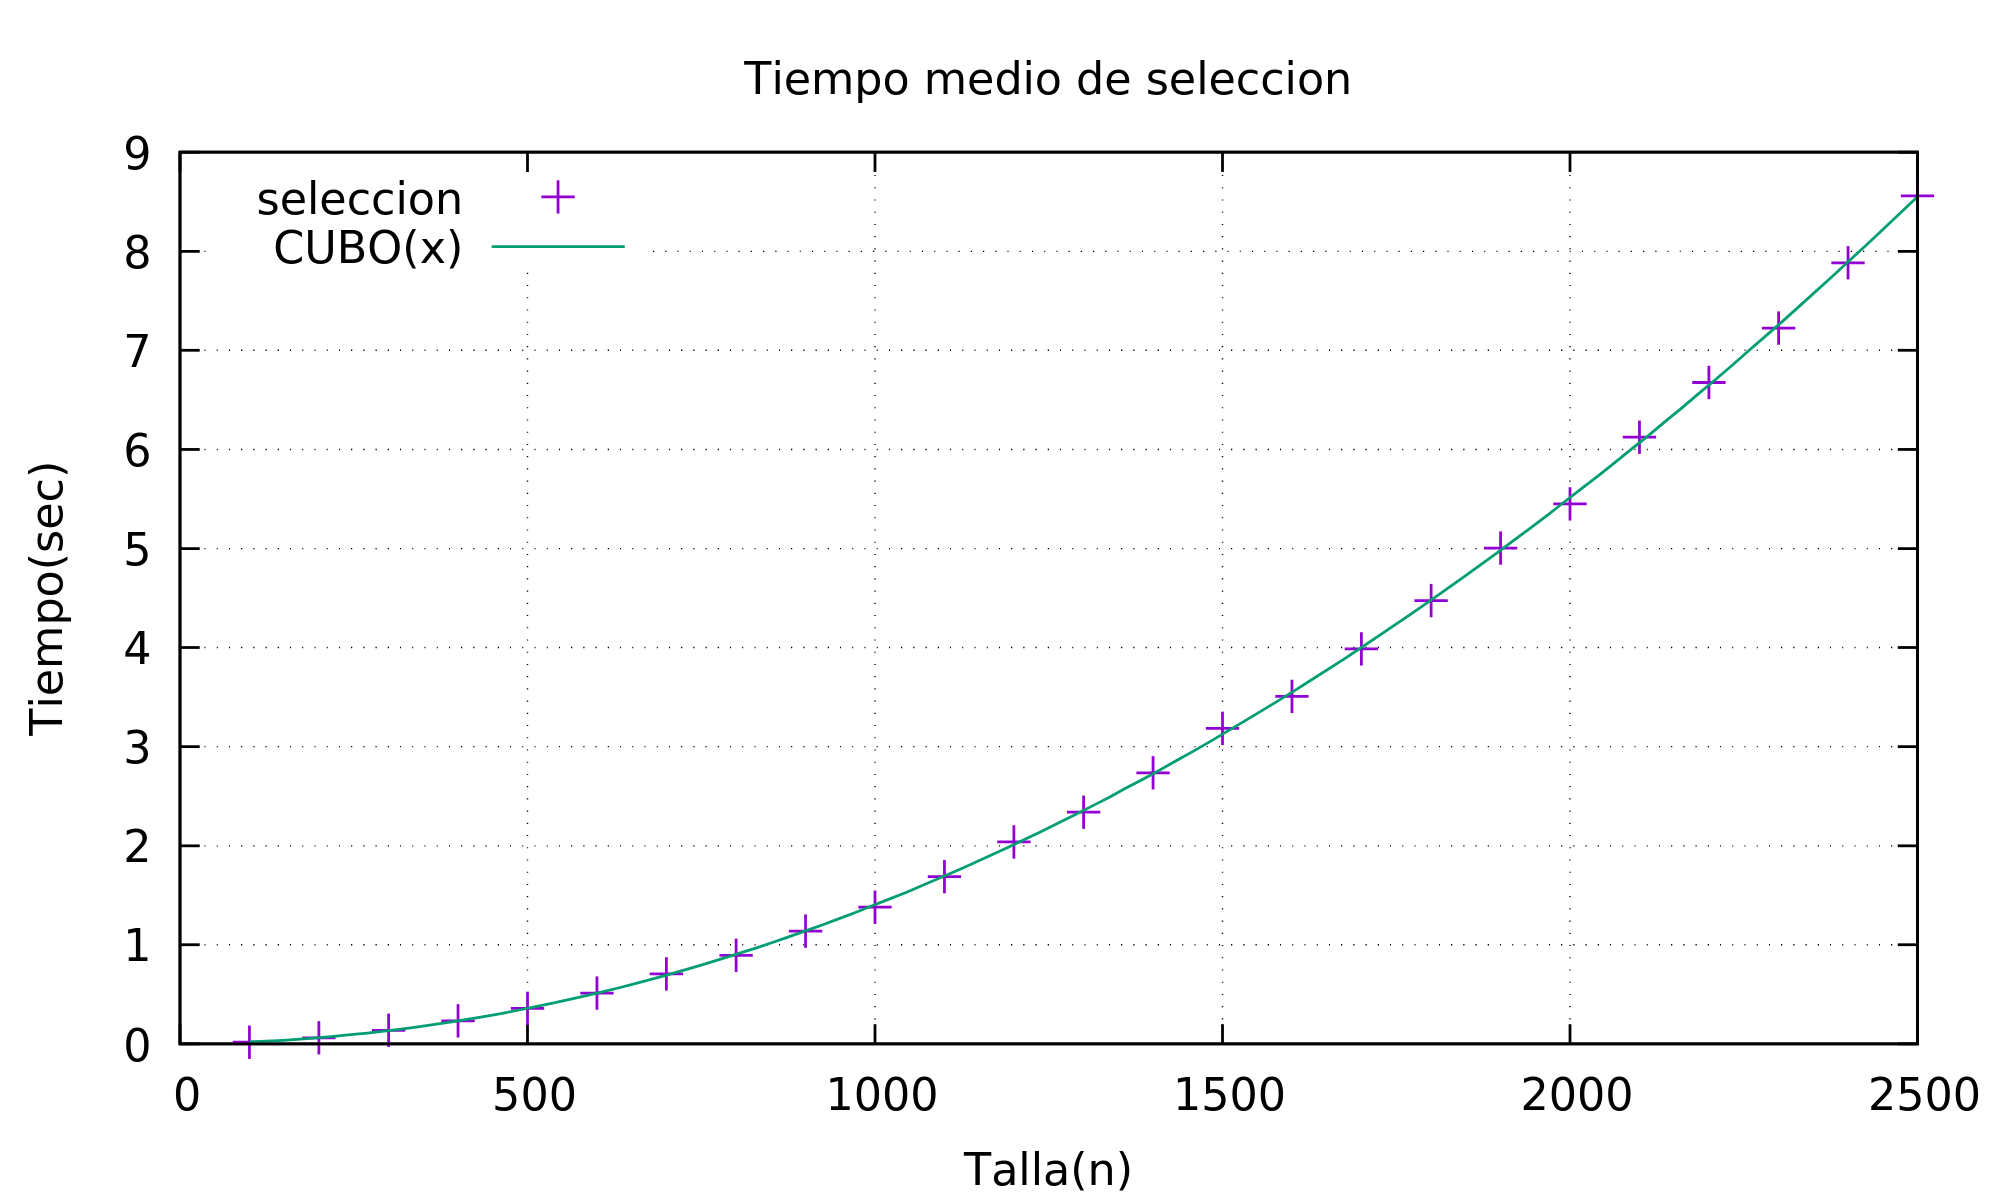 Tiempo medio de seleccion
seleccion
CUBO(x)
9
8
7
6
5
4
3
2
1
0
Tiempo(sec)
0 500 1000 1500 2000 2500
Talla(n)